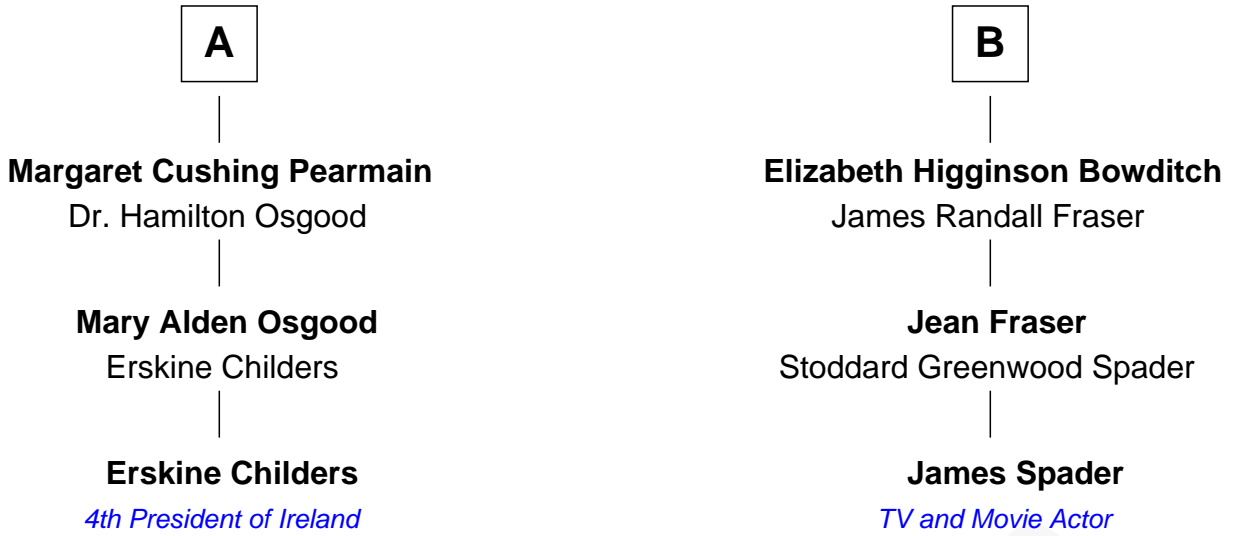 A
Margaret Cushing Pearmain
Dr. Hamilton Osgood
Mary Alden Osgood
Erskine Childers
Erskine Childers
4th President of Ireland
B
Elizabeth Higginson Bowditch
James Randall Fraser
Jean Fraser
Stoddard Greenwood Spader
James Spader
TV and Movie Actor